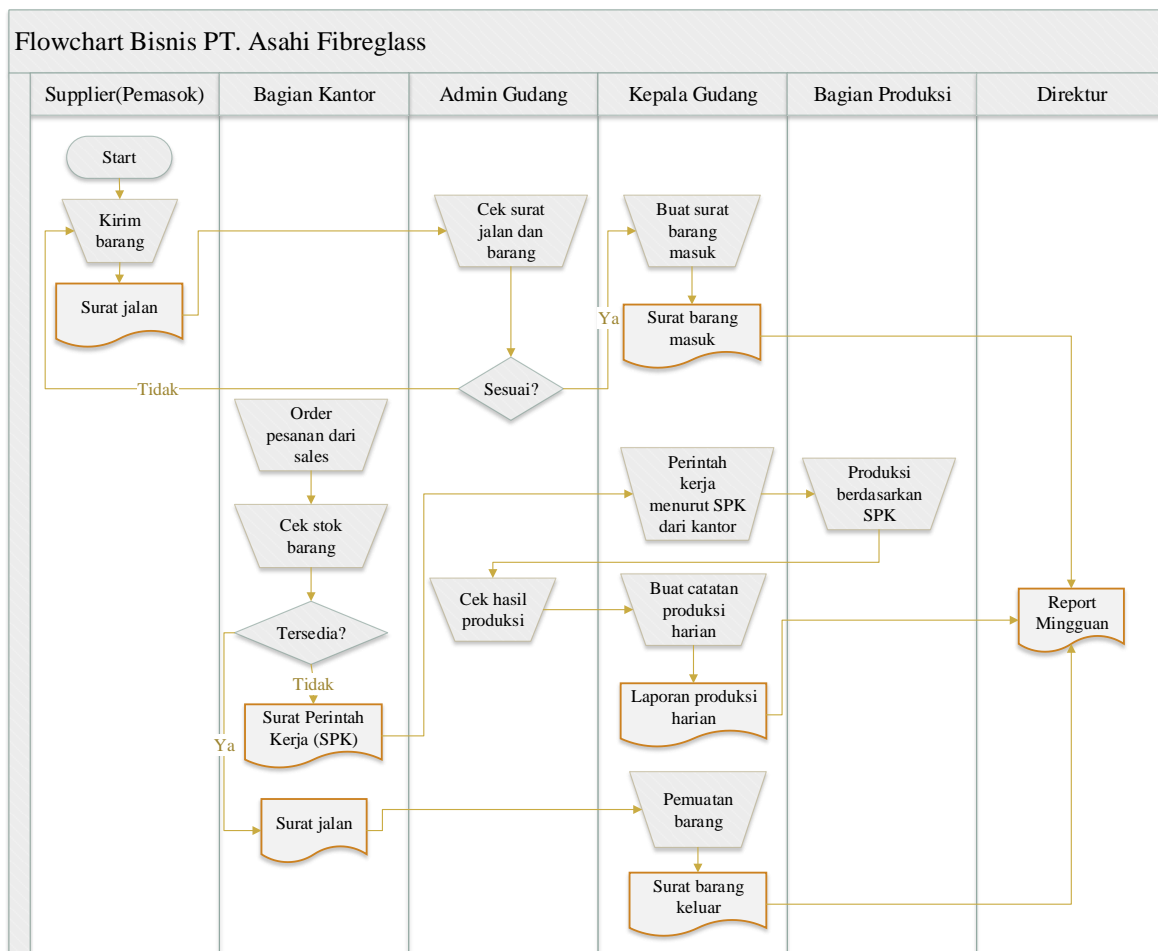 Flowchart Bisnis PT. Asahi Fibreglass
Supplier(Pemasok)
Bagian Kantor
Admin Gudang
Kepala Gudang
Bagian Produksi
Direktur
Start
Kirim
barang
Surat jalan
Cek surat
jalan dan
barang
Buat surat
barang
masuk
Ya
Surat barang
masuk
Tidak
Sesuai?
Order
pesanan dari
sales
Cek stok
barang
Tersedia?
Tidak
Ya
Surat Perintah
Kerja (SPK)
Surat jalan
Perintah
kerja
menurut SPK
dari kantor
Produksi
berdasarkan
SPK
Cek hasil
produksi
Buat catatan
produksi
harian
Laporan produksi
harian
Report
Mingguan
Pemuatan
barang
Surat barang
keluar